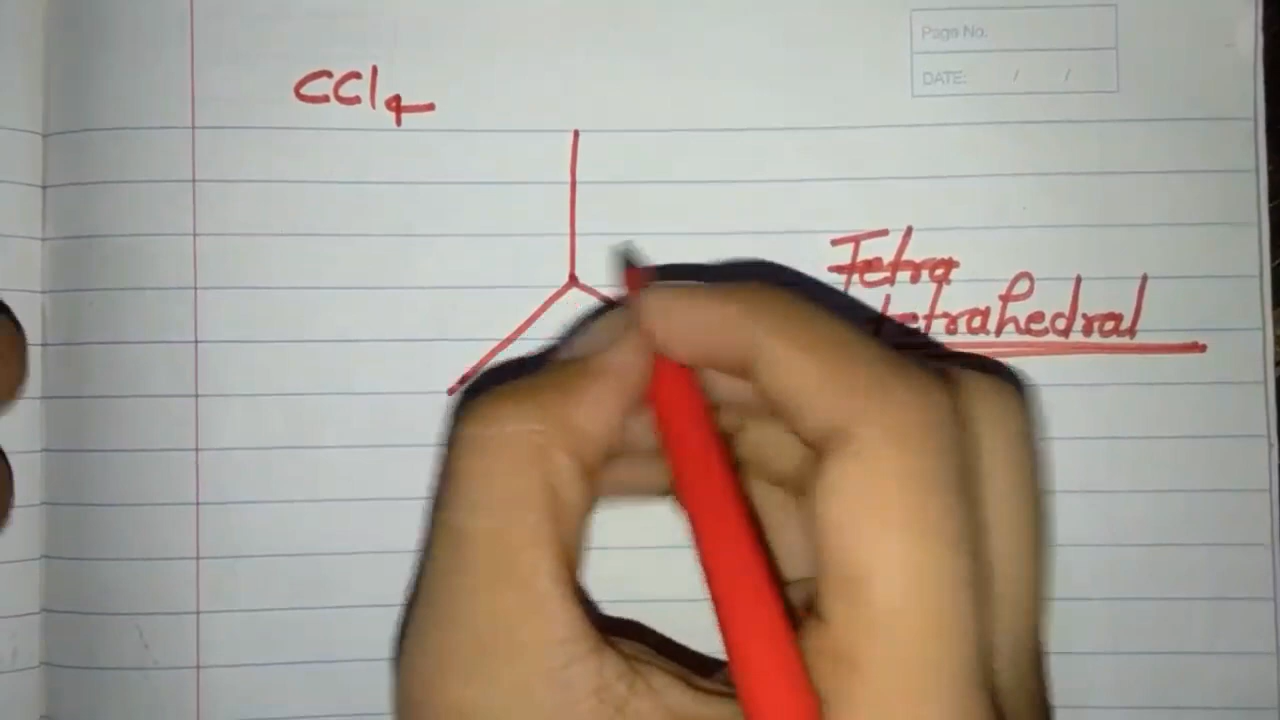 CCl4
Page No.
DATE: / /
Tetra
tetrahedral